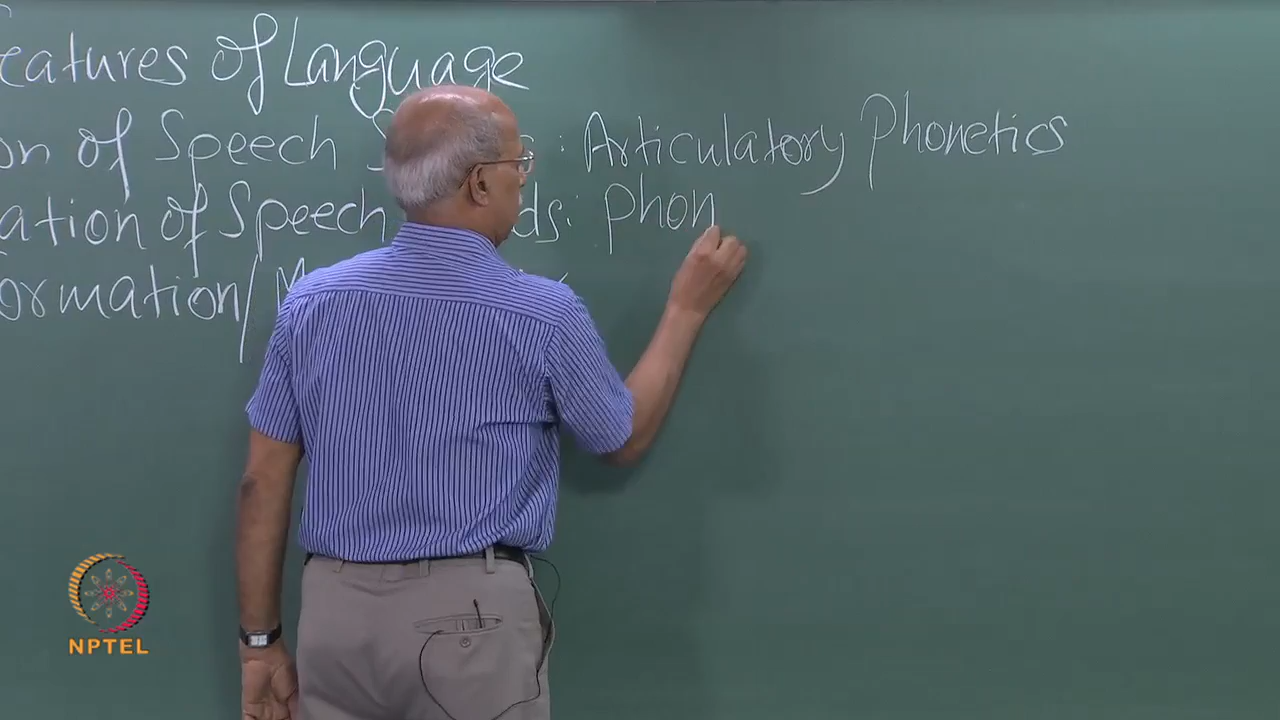 eatures of Language
on of Speech S s : Articulatory Phonetics
ation of Speech ds: Phon
ormation/ M
NPTEL